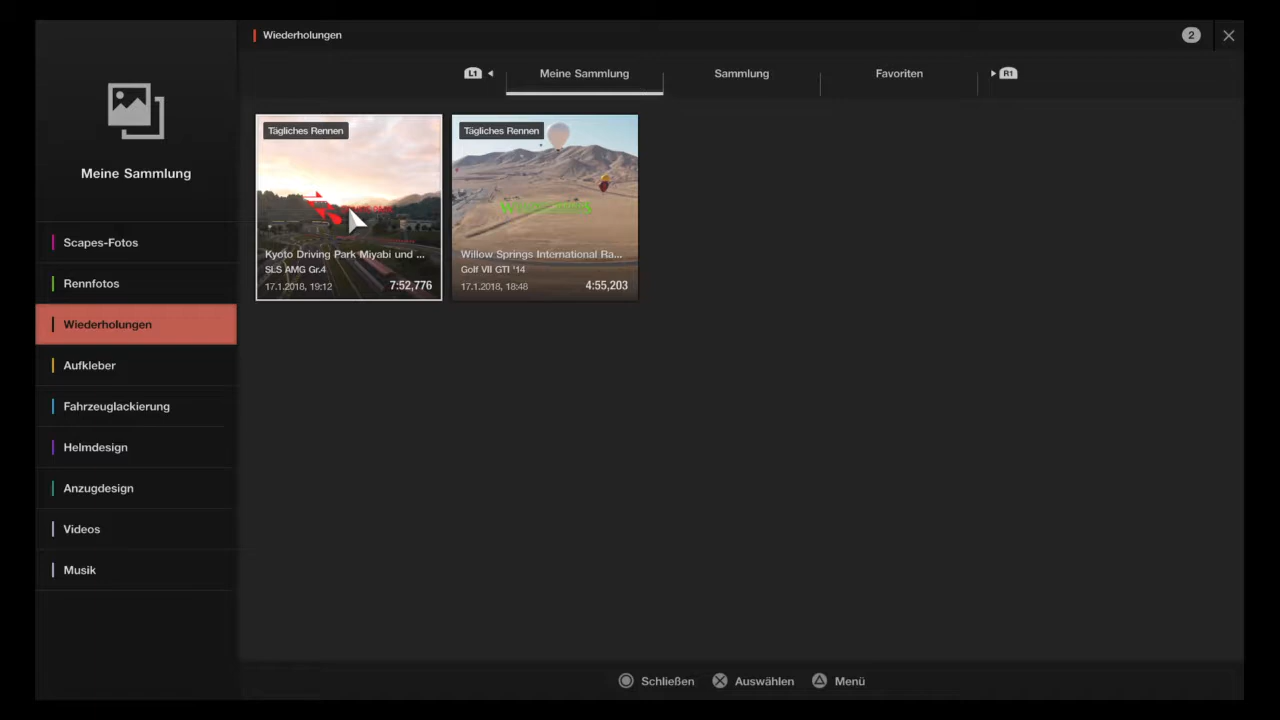 Wiederholungen
2
L1
Meine Sammlung
Sammlung
Favoriten
R1
Meine Sammlung
Scapes-Fotos
Rennfotos
Wiederholungen
Aufkleber
Fahrzeuglackierung
Helmdesign
Anzugdesign
Videos
Musik
Tägliches Rennen
Kyoto Driving Park Miyabi und ...
SLS AMG Gr.4
17.1.2018, 19:12
7:52,776
Tägliches Rennen
Willow Springs International Ra...
Golf VII GTI '14
17.1.2018, 18:48
4:55,203
Schließen
Auswählen
Menü